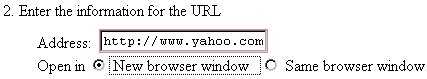 2. Enter the information for the URL
Address: http://www.yahoo.com
Open in New browser window Same browser window